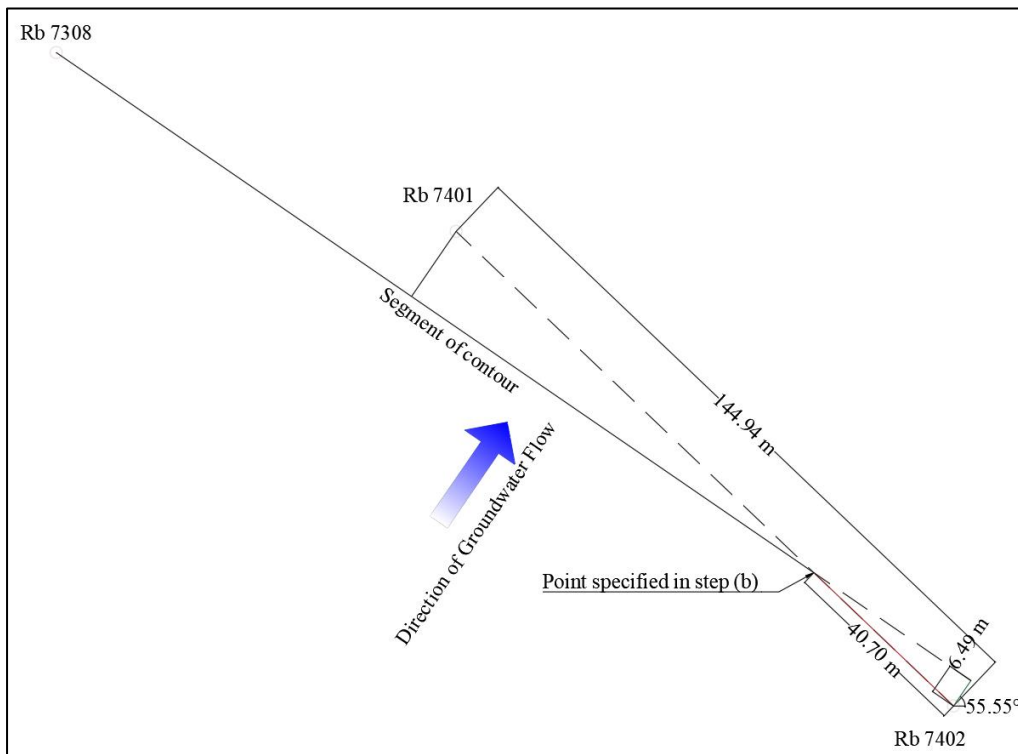 Rb 7308
Rb 7401
Segment of contour
144.94 m
Direction of Groundwater Flow
Point specified in step (b)
40.70 m
6.49 m
55.55°
Rb 7402